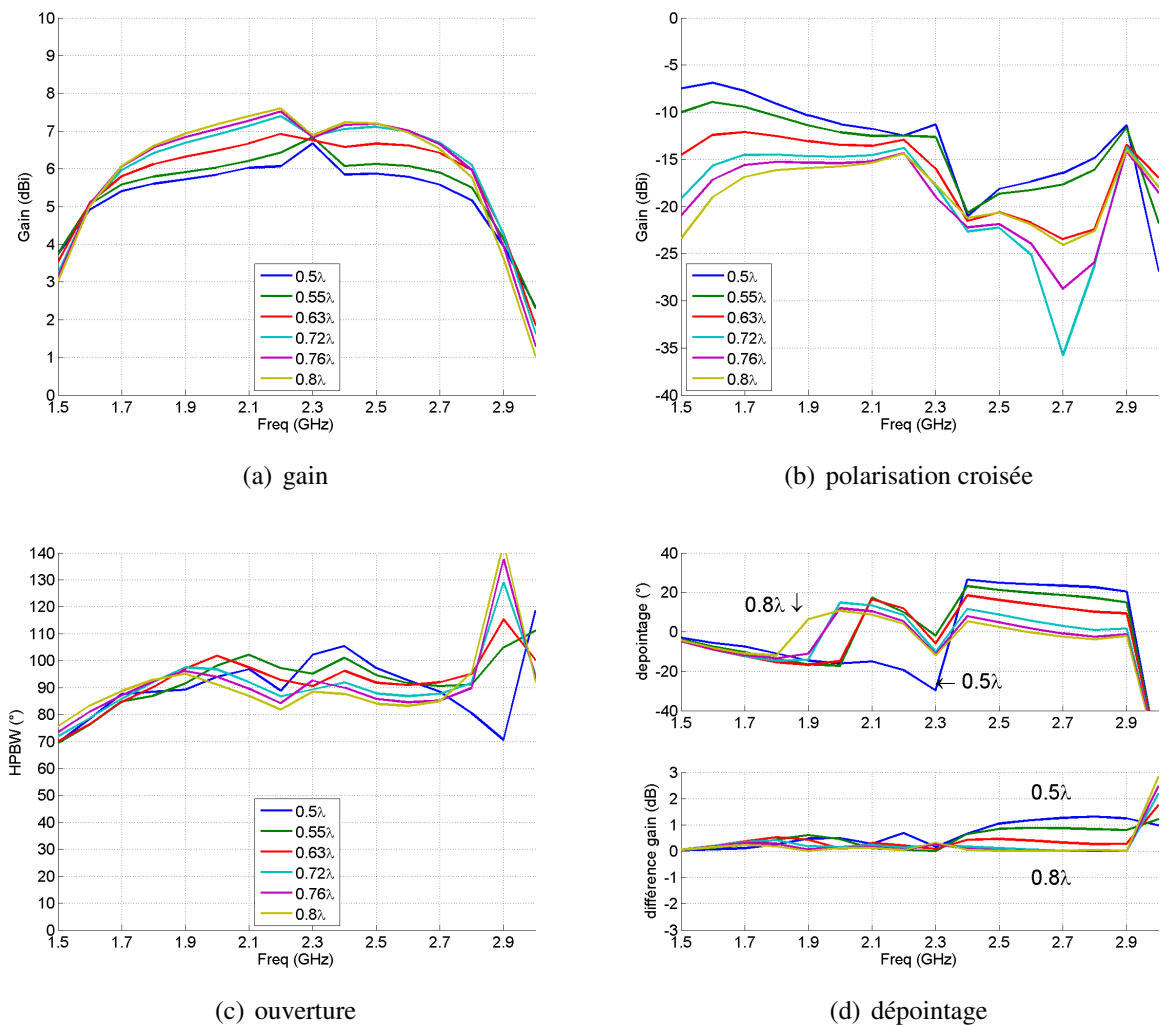 10
9
8
7
6
5
4
3
2
1
0
Gain (dBi)
0.5λ
0.55λ
0.63λ
0.72λ
0.76λ
0.8λ
1.5 1.7 1.9 2.1 2.3 2.5 2.7 2.9
Freq (GHz)
(a) gain
0
-5
-10
-15
-20
-25
-30
-35
-40
Gain (dBi)
0.5λ
0.55λ
0.63λ
0.72λ
0.76λ
0.8λ
1.5 1.7 1.9 2.1 2.3 2.5 2.7 2.9
Freq (GHz)
(b) polarisation croisée
140
130
120
110
100
90
80
70
60
50
40
30
20
10
0
HPBW (°)
0.5λ
0.55λ
0.63λ
0.72λ
0.76λ
0.8λ
1.5 1.7 1.9 2.1 2.3 2.5 2.7 2.9
Freq (GHz)
(c) ouverture
40
20
0
-20
-40
depointage (°)
0.8λ ↓
← 0.5λ
1.5 1.7 1.9 2.1 2.3 2.5 2.7 2.9
3
2
1
0
-1
-2
-3
différence gain (dB)
0.5λ
0.8λ
1.5 1.7 1.9 2.1 2.3 2.5 2.7 2.9
Freq (GHz)
(d) dépointage